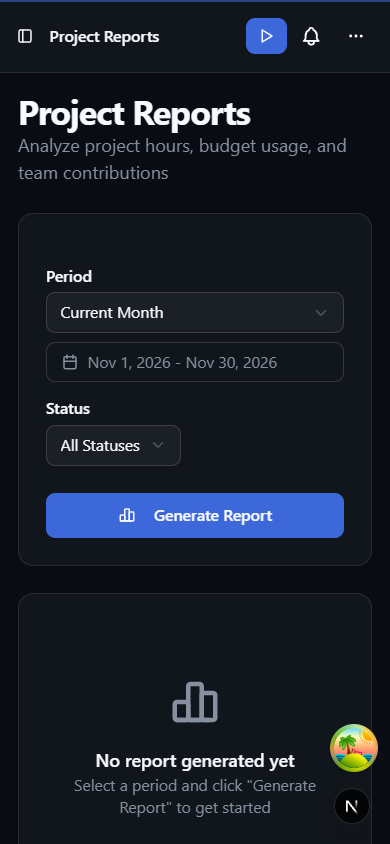 Project Reports
Project Reports
Analyze project hours, budget usage, and
team contributions
Period
Current Month
Nov 1, 2026 - Nov 30, 2026
Status
All Statuses
Generate Report
No report generated yet
Select a period and click "Generate
Report" to get started
N